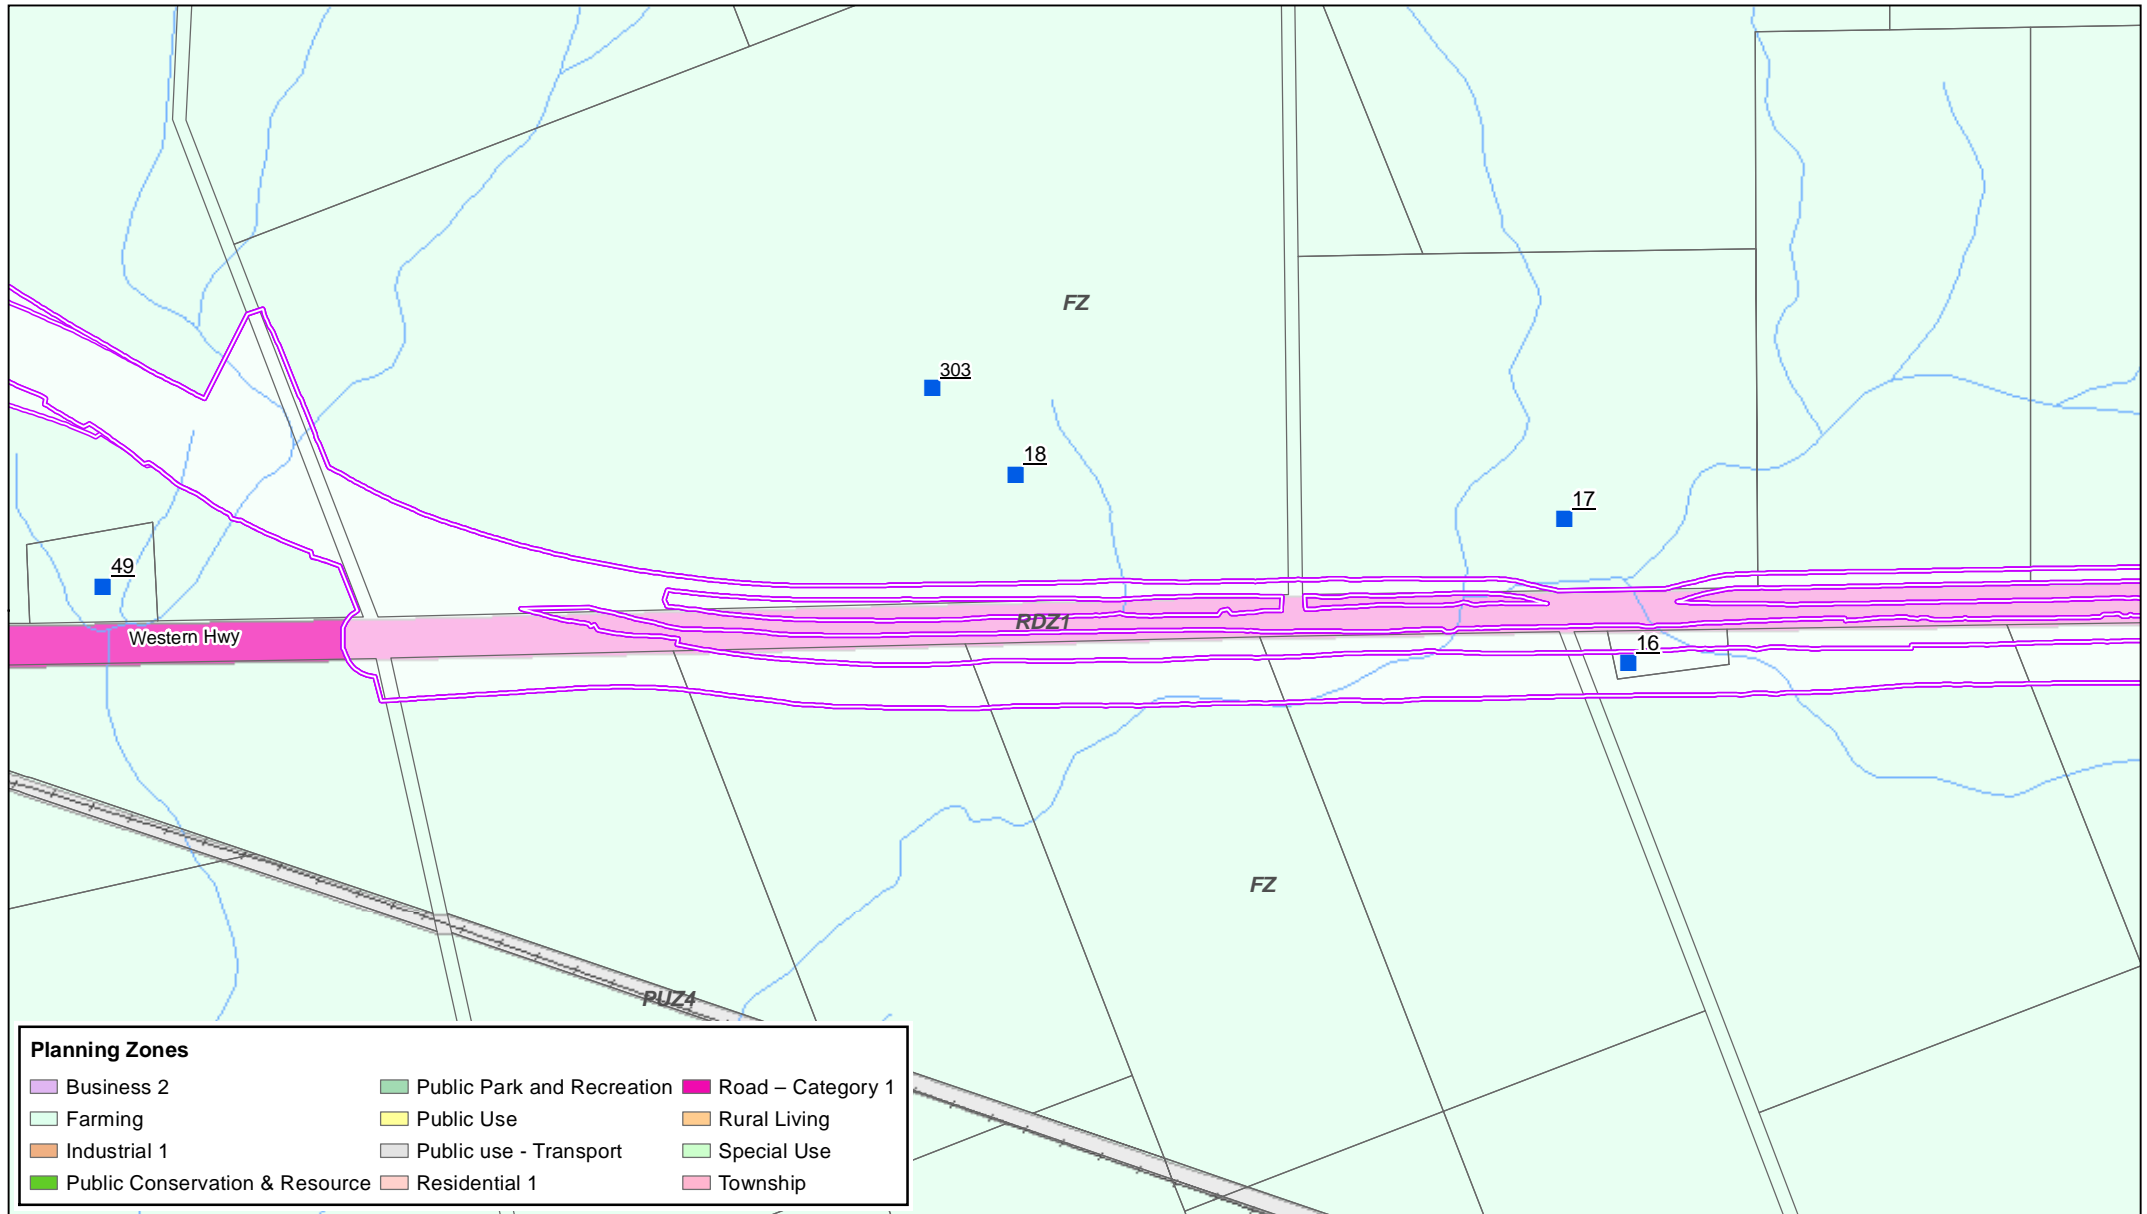 FZ
303
18
17
49
RDZ1
Western Hwy
16
FZ
PUZ4
Planning Zones
Business 2
Farming
Industrial 1
Public Conservation & Resource
Public Park and Recreation
Public Use
Public use - Transport
Residential 1
Road – Category 1
Rural Living
Special Use
Township